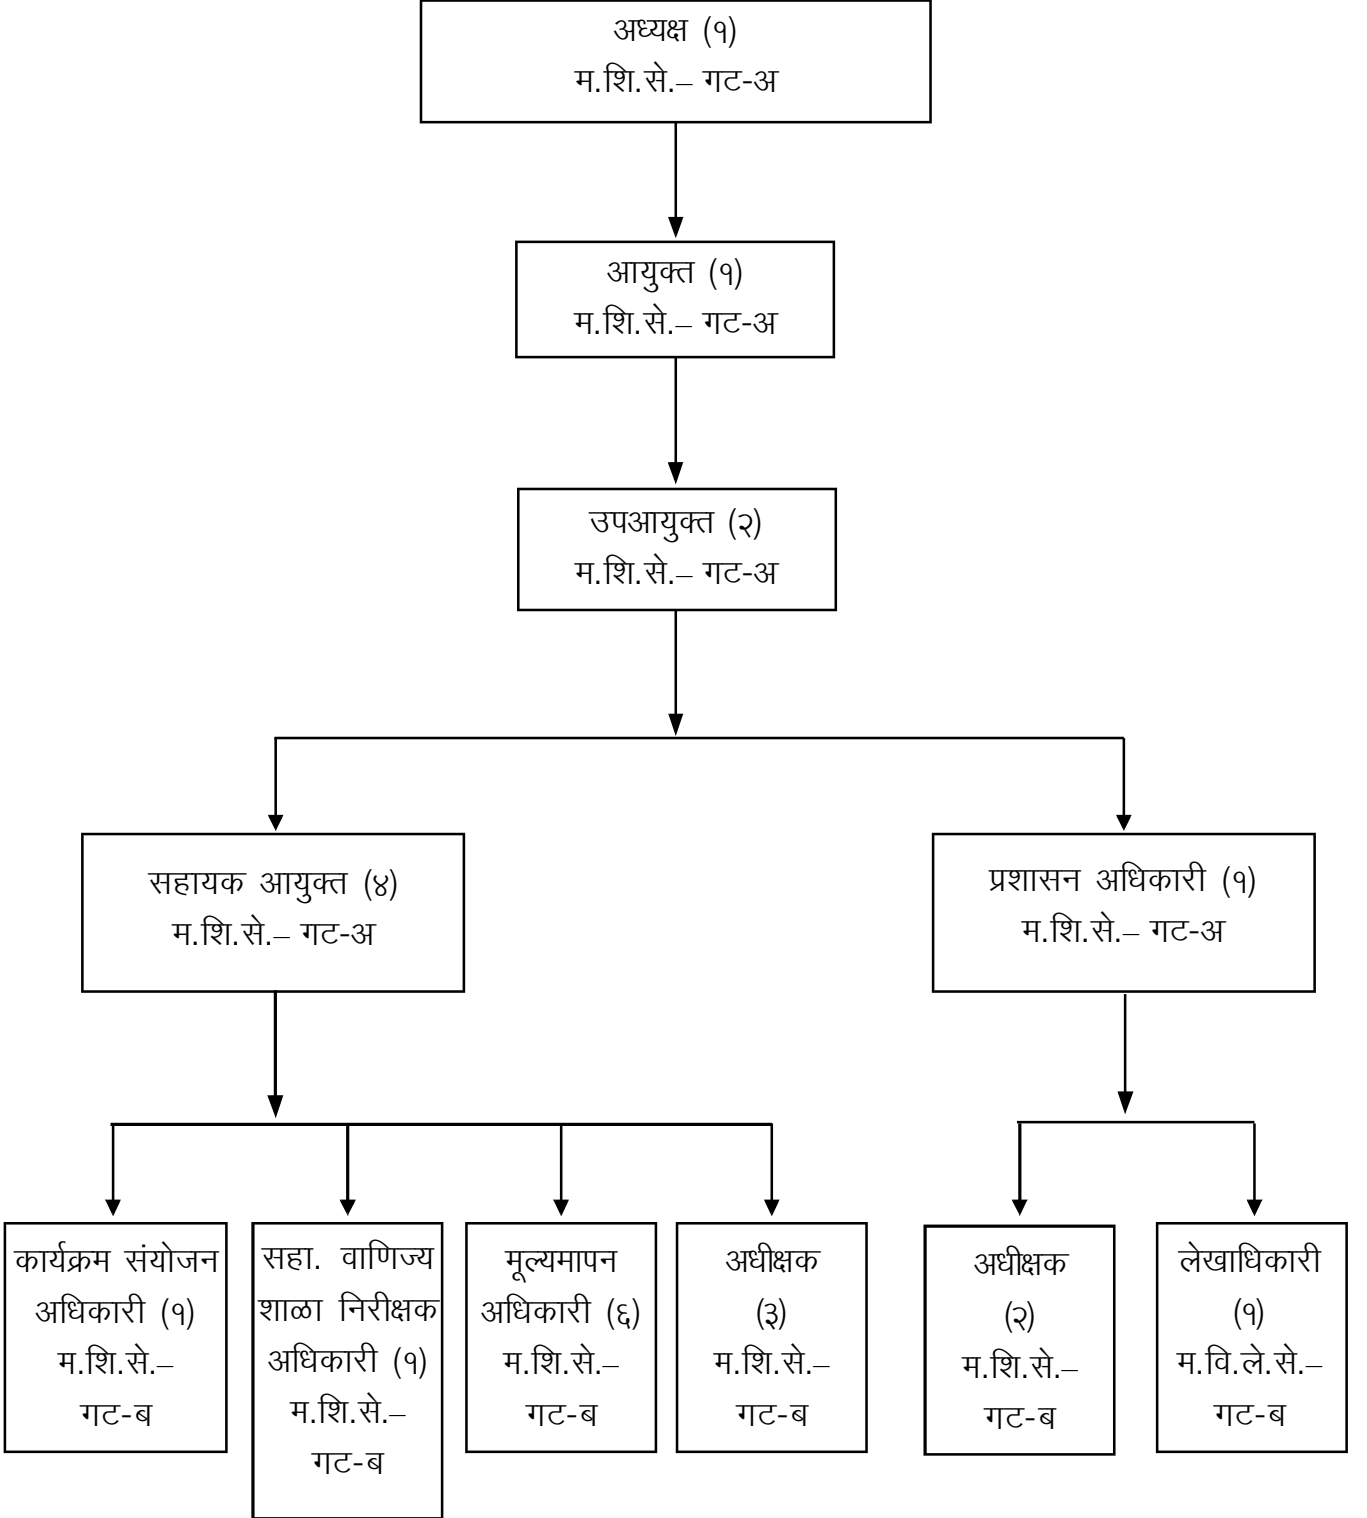 अध्यक्ष (१)
म.शि.से.– गट-अ
आयुक्त (१)
म.शि.से.– गट-अ
उपआयुक्त (२)
म.शि.से.– गट-अ
सहायक आयुक्त (४)
म.शि.से.– गट-अ
प्रशासन अधिकारी (१)
म.शि.से.– गट-अ
कार्यक्रम संयोजन
अधिकारी (१)
म.शि.से.–
गट-ब
सहा. वाणिज्य
शाळा निरीक्षक
अधिकारी (१)
म.शि.से.–
गट-ब
मूल्यमापन
अधिकारी (६)
म.शि.से.–
गट-ब
अधीक्षक
(३)
म.शि.से.–
गट-ब
अधीक्षक
(२)
म.शि.से.–
गट-ब
लेखाधिकारी
(१)
म.वि.ले.से.–
गट-ब